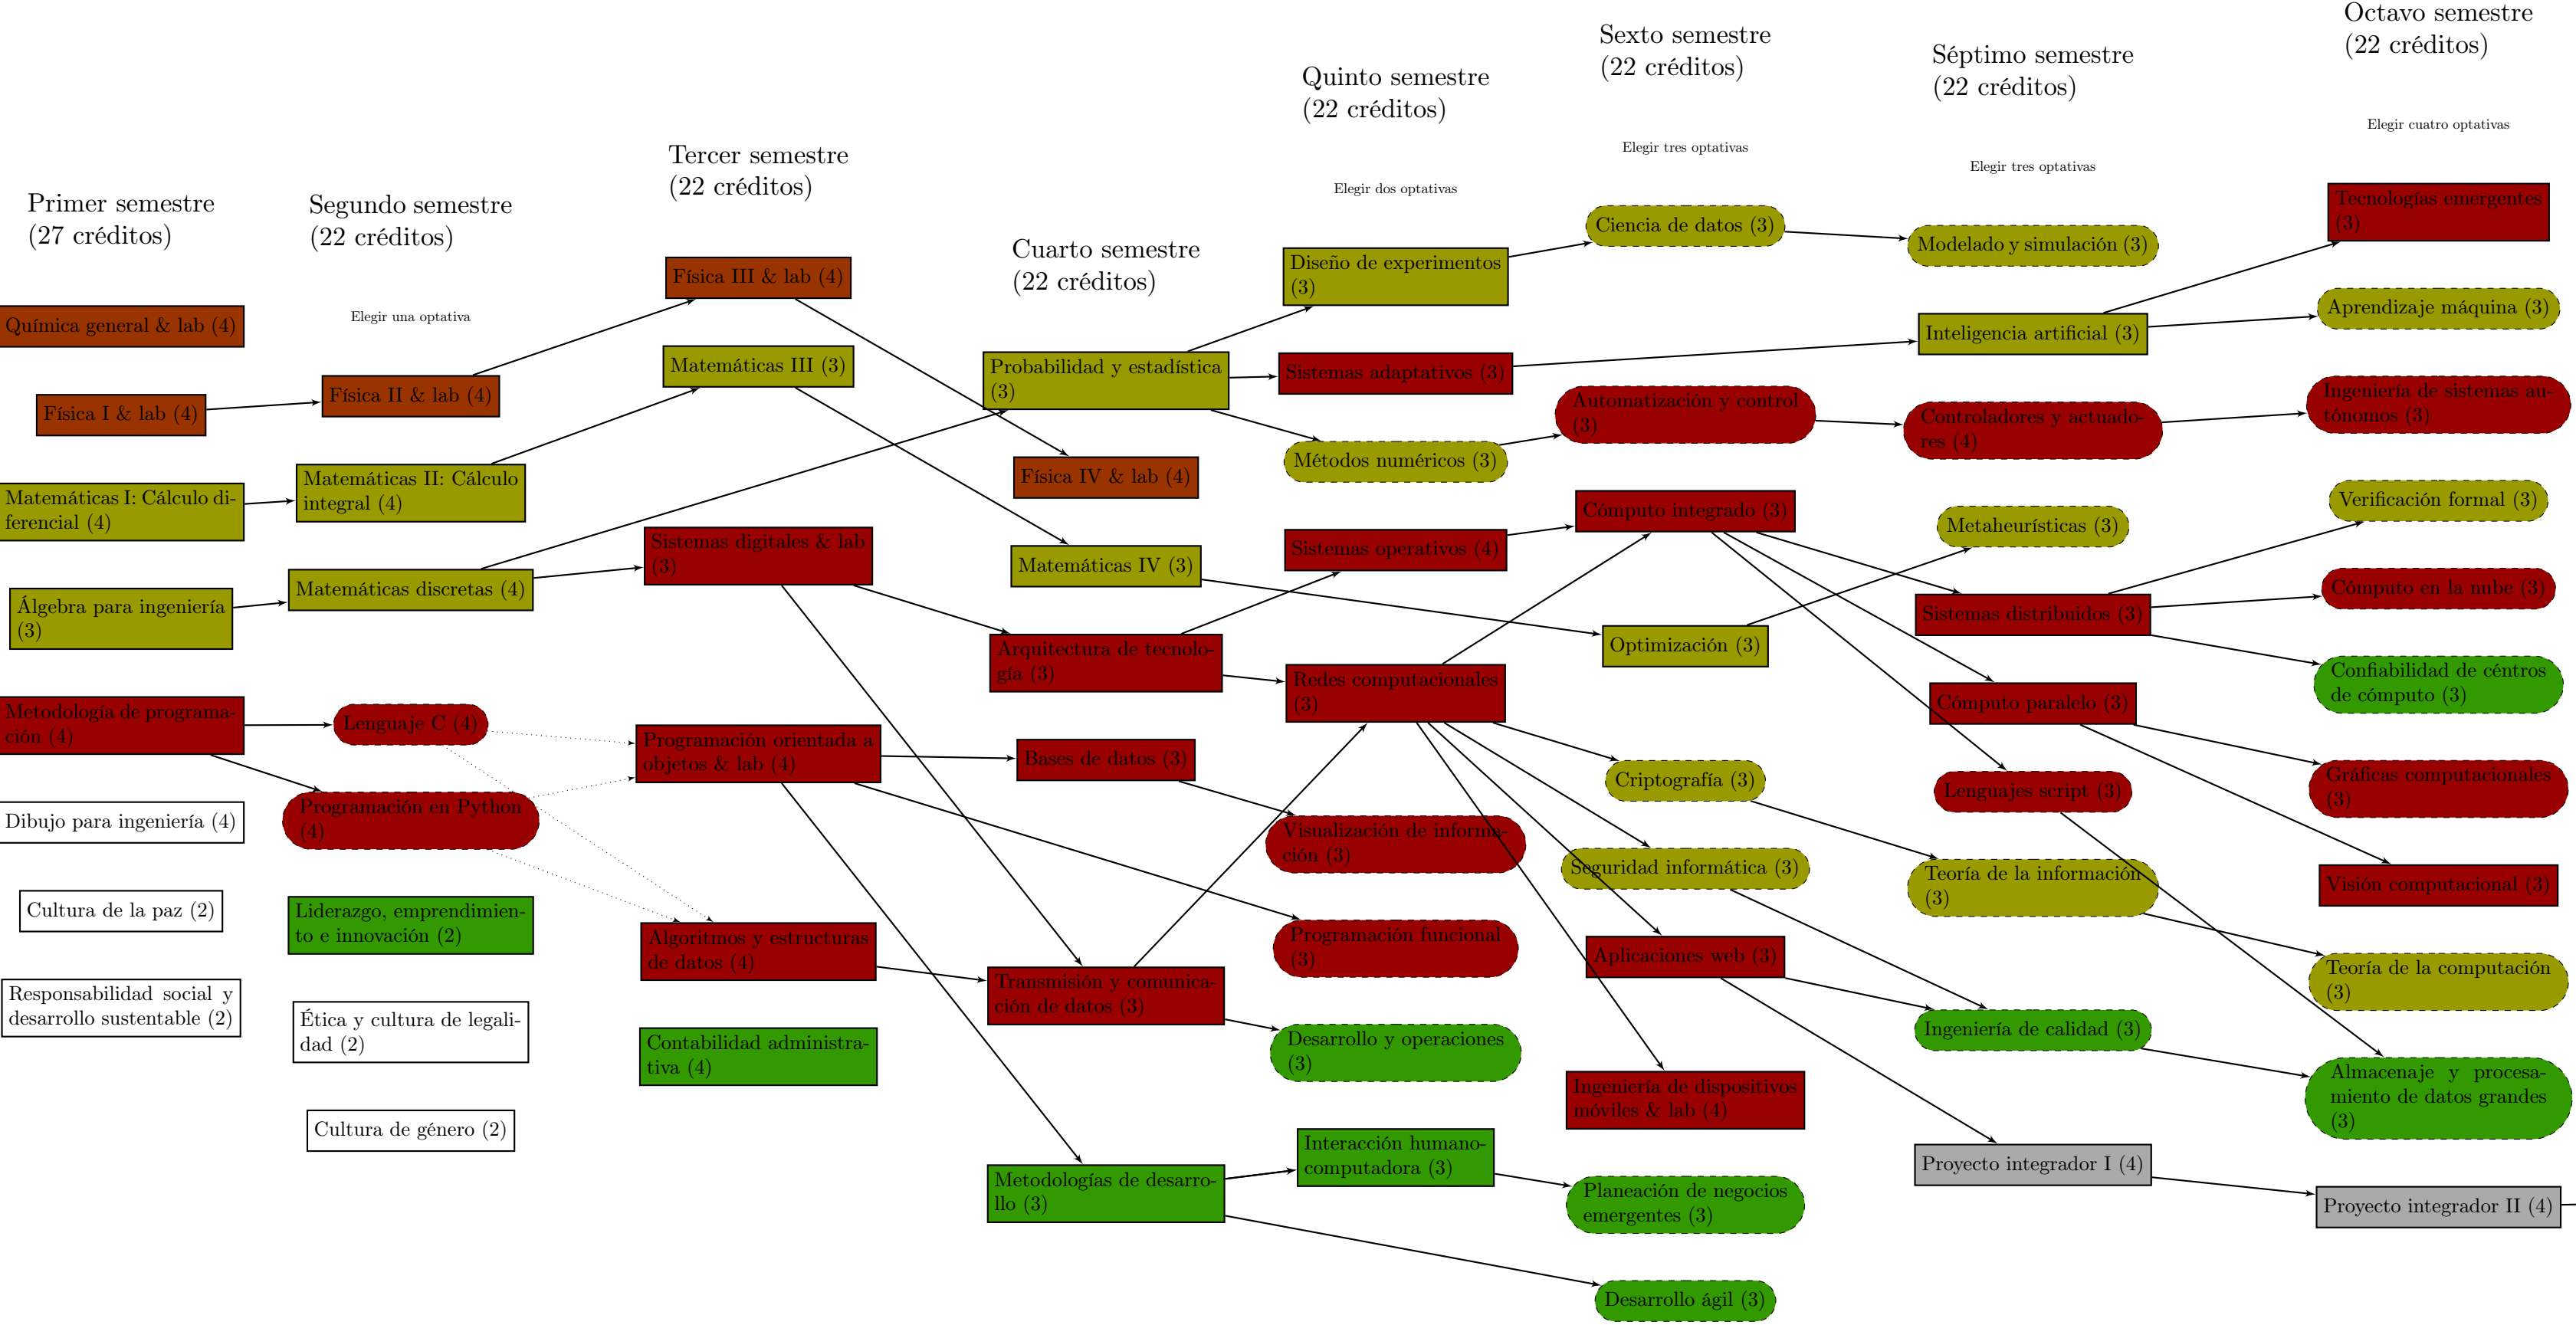 Primer semestre
(27 créditos)
Química general & lab (4)
Física I & lab (4)
Matemáticas I: Cálculo di-
ferencial (4)
Álgebra para ingeniería
(3)
Metodología de programa-
ción (4)
Dibujo para ingeniería (4)
Cultura de la paz (2)
Responsabilidad social y
desarrollo sustentable (2)
Segundo semestre
(22 créditos)
Elegir una optativa
Física II & lab (4)
Matemáticas II: Cálculo
integral (4)
Matemáticas discretas (4)
Lenguaje C (4)
Programación en Python
(4)
Liderazgo, emprendimien-
to e innovación (2)
Ética y cultura de legali-
dad (2)
Cultura de género (2)
Tercer semestre
(22 créditos)
Física III & lab (4)
Matemáticas III (3)
Sistemas digitales & lab
(3)
Programación orientada a
objetos & lab (4)
Algoritmos y estructuras
de datos (4)
Contabilidad administra-
tiva (4)
Cuarto semestre
(22 créditos)
Probabilidad y estadística
(3)
Física IV & lab (4)
Matemáticas IV (3)
Arquitectura de tecnolo-
gía (3)
Bases de datos (3)
Transmisión y comunica-
ción de datos (3)
Metodologías de desarro-
llo (3)
Quinto semestre
(22 créditos)
Elegir dos optativas
Diseño de experimentos
(3)
Sistemas adaptativos (3)
Métodos numéricos (3)
Sistemas operativos (4)
Redes computacionales
(3)
Visualización de informa-
ción (3)
Programación funcional
(3)
Desarrollo y operaciones
(3)
Interacción humano-
computadora (3)
Sexto semestre
(22 créditos)
Elegir tres optativas
Ciencia de datos (3)
Automatización y control
(3)
Cómputo integrado (3)
Optimización (3)
Criptografía (3)
Seguridad informática (3)
Aplicaciones web (3)
Ingeniería de dispositivos
móviles & lab (4)
Planeación de negocios
emergentes (3)
Desarrollo ágil (3)
Séptimo semestre
(22 créditos)
Elegir tres optativas
Modelado y simulación (3)
Inteligencia artificial (3)
Controladores y actuado-
res (4)
Metaheurísticas (3)
Sistemas distribuidos (3)
Cómputo paralelo (3)
Lenguajes script (3)
Teoría de la información
(3)
Ingeniería de calidad (3)
Proyecto integrador I (4)
Octavo semestre
(22 créditos)
Elegir cuatro optativas
Tecnologías emergentes
(3)
Aprendizaje máquina (3)
Ingeniería de sistemas au-
tónomos (3)
Verificación formal (3)
Cómputo en la nube (3)
Confiabilidad de céntros
de cómputo (3)
Gráficas computacionales
(3)
Visión computacional (3)
Teoría de la computación
(3)
Almacenaje y procesa-
miento de datos grandes
(3)
Proyecto integrador II (4)